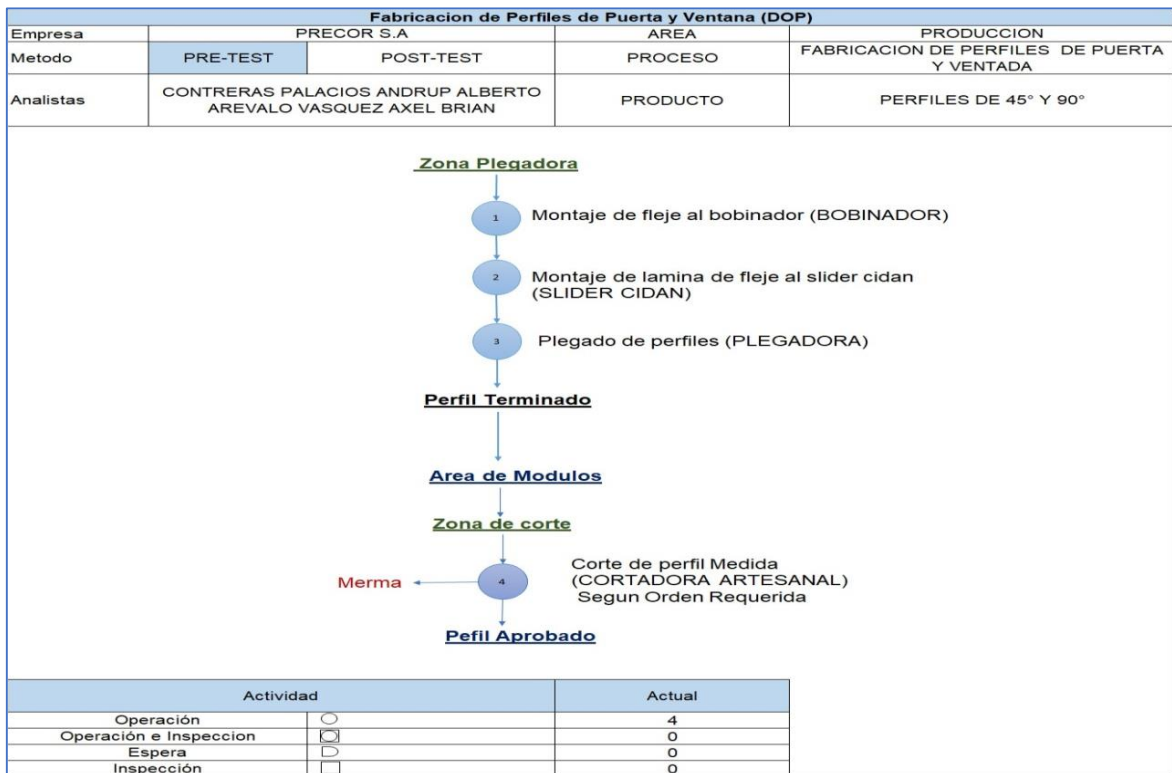 Fabricacion de Perfiles de Puerta y Ventana (DOP)
Empresa PRECOR S.A AREA PRODUCCION
Metodo PRE-TEST POST-TEST PROCESO FABRICACION DE PERFILES DE PUERTA
Y VENTADA
Analistas CONTRERAS PALACIOS ANDRUP ALBERTO
AREVALO VASQUEZ AXEL BRIAN PRODUCTO PERFILES DE 45° Y 90°
Zona Plegadora
1 Montaje de fleje al bobinador (BOBINADOR)
2 Montaje de lamina de fleje al slider cidan
(SLIDER CIDAN)
3 Plegado de perfiles (PLEGADORA)
Perfil Terminado
Area de Modulos
Zona de corte
Corte de perfil Medida
Merma 4 (CORTADORA ARTESANAL)
Segun Orden Requerida
Pefil Aprobado
Actividad Actual
Operación 4
Operación e Inspeccion 0
Espera 0
Inspección 0